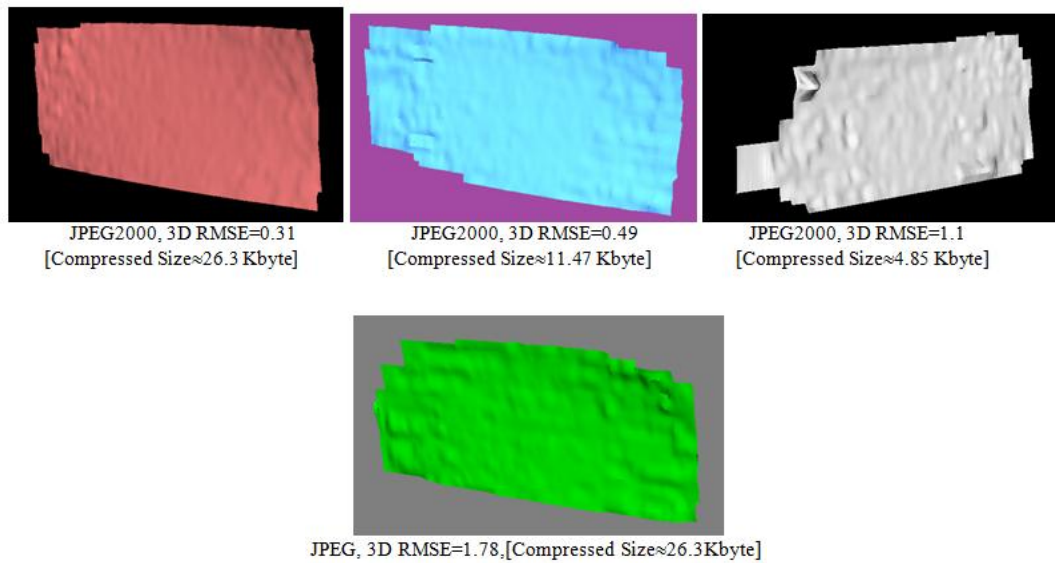 JPEG2000, 3D RMSE=0.31
[Compressed Size≈26.3 Kbyte]
JPEG2000, 3D RMSE=0.49
[Compressed Size≈11.47 Kbyte]
JPEG2000, 3D RMSE=1.1
[Compressed Size≈4.85 Kbyte]
JPEG, 3D RMSE=1.78,[Compressed Size≈26.3Kbyte]